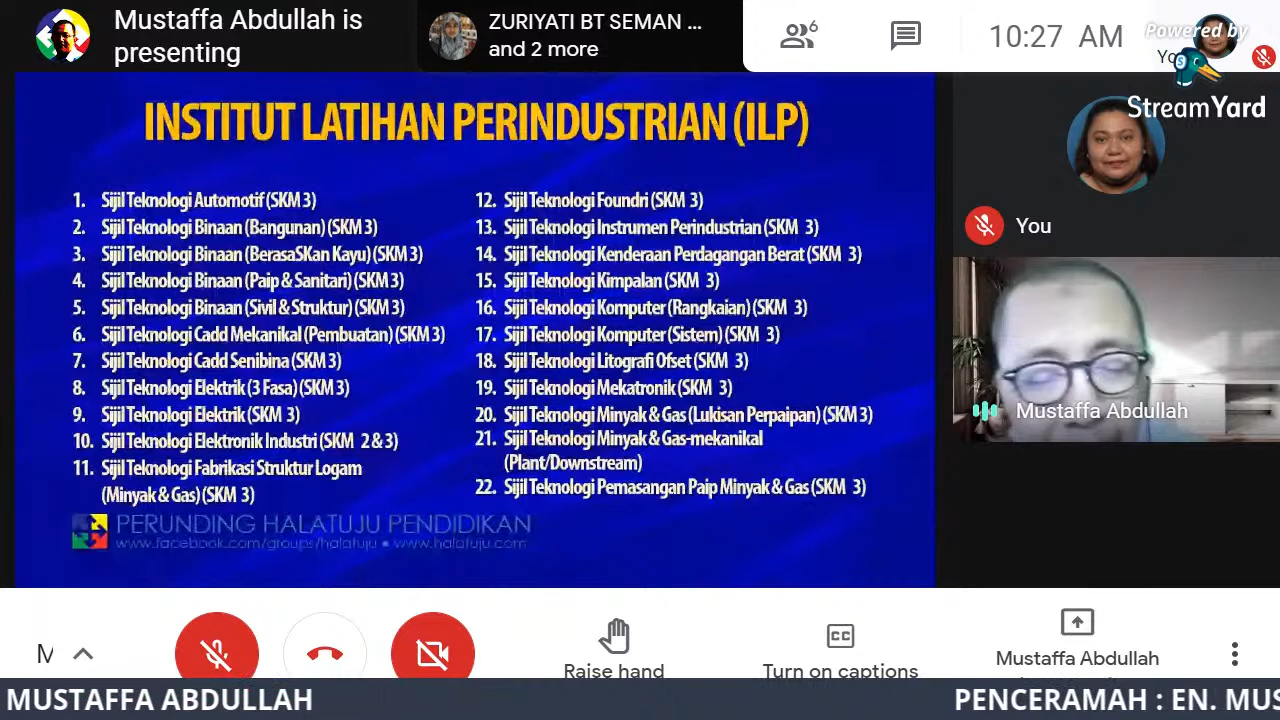 Mustaffa Abdullah is
presenting
ZURIYATI BT SEMAN ...
and 2 more
6
10:27 AM
Powered by
StreamYard
INSTITUT LATIHAN PERINDUSTRIAN (ILP)
1. Sijil Teknologi Automotif (SKM 3)
2. Sijil Teknologi Binaan (Bangunan) (SKM 3)
3. Sijil Teknologi Binaan (BerasaSKan Kayu) (SKM 3)
4. Sijil Teknologi Binaan (Paip & Sanitari) (SKM 3)
5. Sijil Teknologi Binaan (Sivil & Struktur) (SKM 3)
6. Sijil Teknologi Cadd Mekanikal (Pembuatan) (SKM 3)
7. Sijil Teknologi Cadd Senibina (SKM 3)
8. Sijil Teknologi Elektrik (3 Fasa) (SKM 3)
9. Sijil Teknologi Elektrik (SKM 3)
10. Sijil Teknologi Elektronik Industri (SKM 2 & 3)
11. Sijil Teknologi Fabrikasi Struktur Logam
(Minyak & Gas) (SKM 3)
12. Sijil Teknologi Foundri (SKM 3)
13. Sijil Teknologi Instrumen Perindustrian (SKM 3)
14. Sijil Teknologi Kenderaan Perdagangan Berat (SKM 3)
15. Sijil Teknologi Kimpalan (SKM 3)
16. Sijil Teknologi Komputer (Rangkaian) (SKM 3)
17. Sijil Teknologi Komputer (Sistem) (SKM 3)
18. Sijil Teknologi Litografi Ofset (SKM 3)
19. Sijil Teknologi Mekatronik (SKM 3)
20. Sijil Teknologi Minyak & Gas (Lukisan Perpaipan) (SKM 3)
21. Sijil Teknologi Minyak & Gas-mekanikal
(Plant/Downstream)
22. Sijil Teknologi Pemasangan Paip Minyak & Gas (SKM 3)
PERUNDING HALATUJU PENDIDIKAN
www.facebook.com/groups/halatuju • www.halatuju.com
You
Mustaffa Abdullah
M
Raise hand
CC
Turn on captions
Mustaffa Abdullah
MUSTAFFA ABDULLAH
PENCERAMAH : EN. MUS